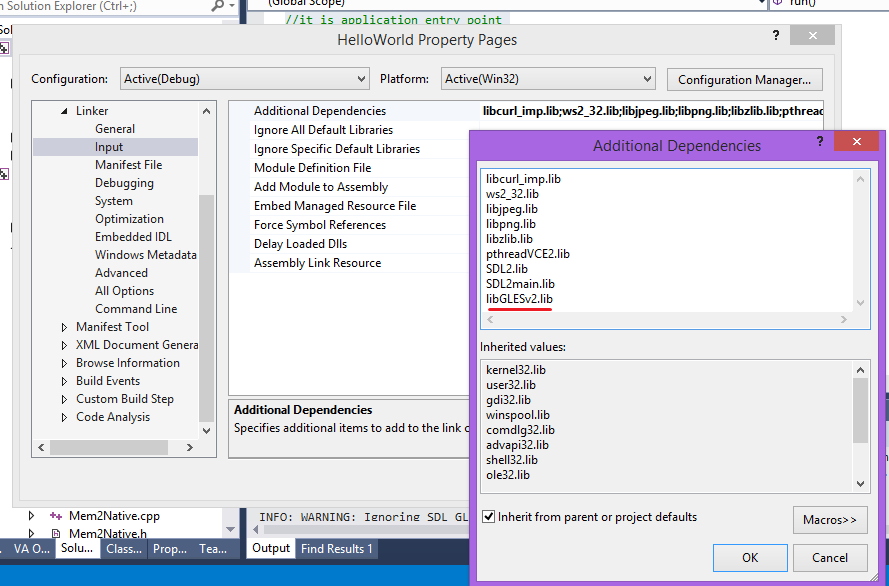 n Solution Explorer (Ctrl+;)
(Global Scope)
run()
//it is application entry point
Sol
HelloWorld Property Pages
?
Configuration:
Active(Debug)
Platform:
Active(Win32)
Configuration Manager...
Linker
General
Input
Manifest File
Debugging
System
Optimization
Embedded IDL
Windows Metadata
Advanced
All Options
Command Line
Manifest Tool
XML Document Genera
Browse Information
Build Events
Custom Build Step
Code Analysis
Additional Dependencies
libcurl_imp.lib;ws2_32.lib;libjpeg.lib;libpng.lib;libzlib.lib;pthreac
Ignore All Default Libraries
Ignore Specific Default Libraries
Module Definition File
Add Module to Assembly
Embed Managed Resource File
Force Symbol References
Delay Loaded Dlls
Assembly Link Resource
Additional Dependencies
Specifies additional items to add to the link c
Additional Dependencies
?
libcurl_imp.lib
ws2_32.lib
libjpeg.lib
libpng.lib
libzlib.lib
pthreadVCE2.lib
SDL2.lib
SDL2main.lib
libGLESv2.lib
Inherited values:
kernel32.lib
user32.lib
gdi32.lib
winspool.lib
comdlg32.lib
advapi32.lib
shell32.lib
ole32.lib
Inherit from parent or project defaults
Macros>>
OK
Cancel
Mem2Native.cpp
Mem2Native.h
INFO: WARNING: Ignoring SDL_GL
VA O...
Solu...
Class...
Prop...
Tea...
Output
Find Results 1